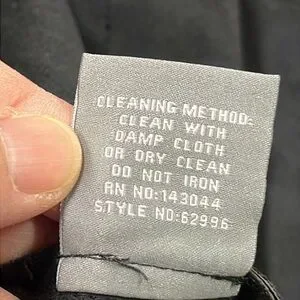 CLEANING METHOD:
CLEAN WITH
DAMP CLOTH
OR DRY CLEAN
DO NOT IRON
RN NO:143044
STYLE NO:62996